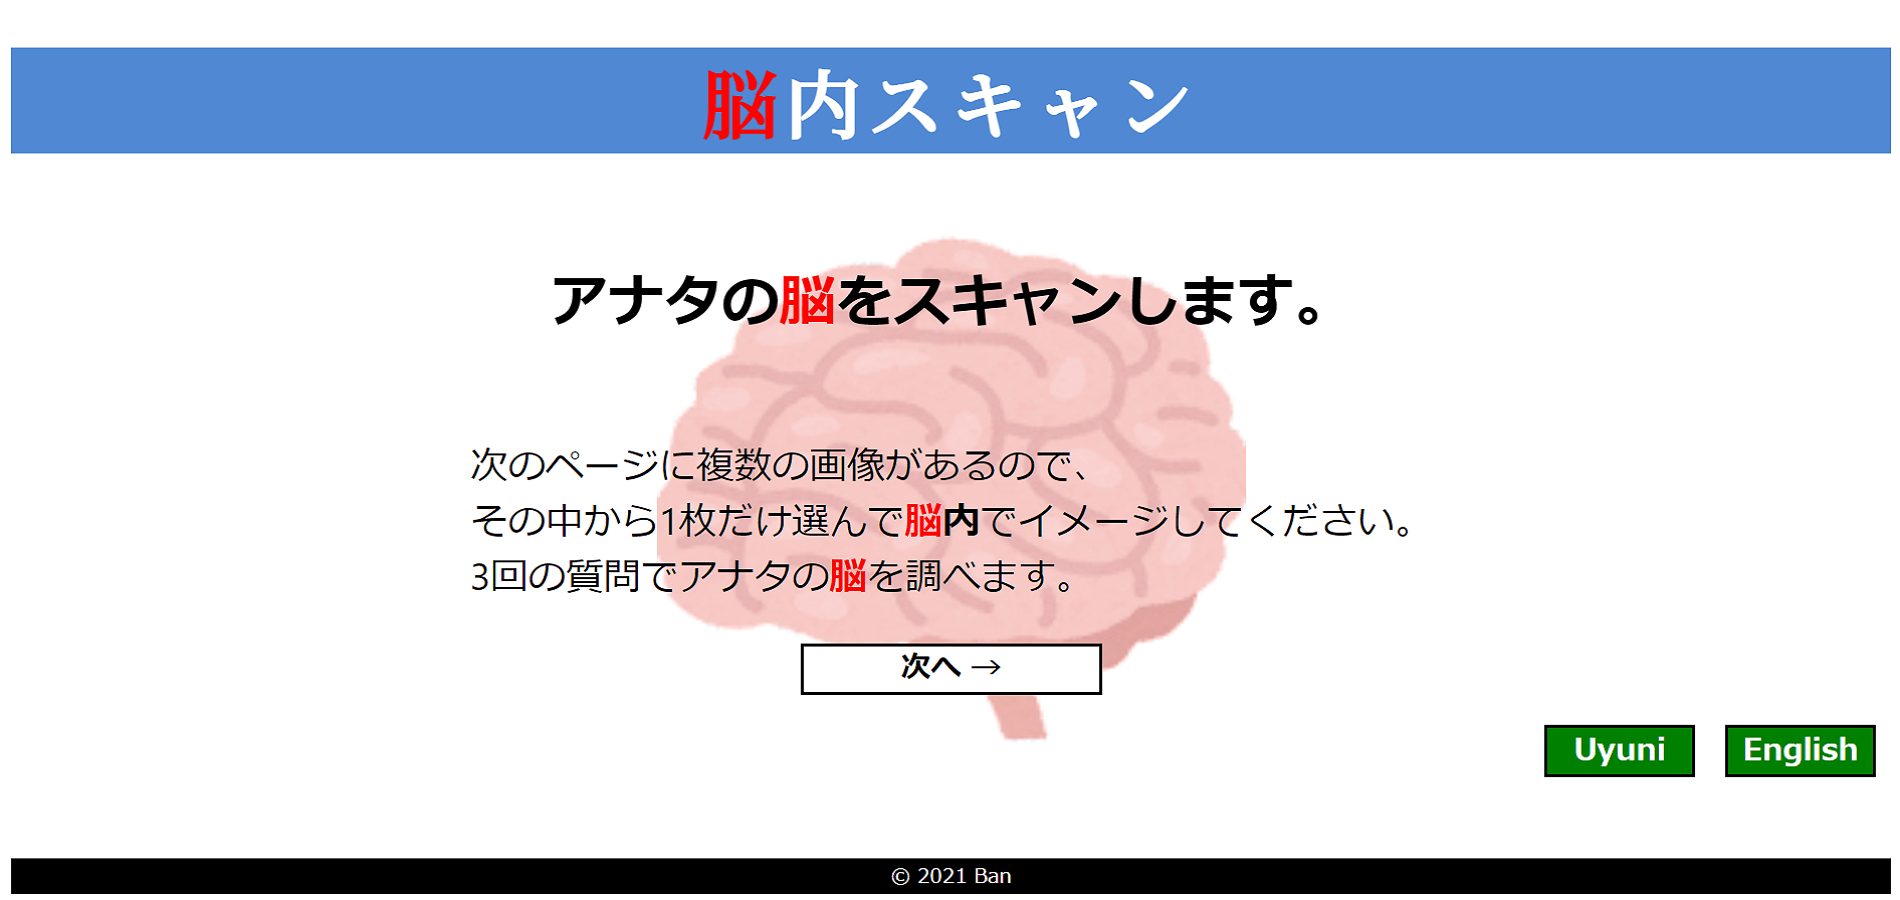 脳内スキャン
アナタの脳をスキャンします。
次のページに複数の画像があるので、
その中から1枚だけ選んで脳内でイメージしてください。
3回の質問でアナタの脳を調べます。
次へ →
Uyuni
English
© 2021 Ban